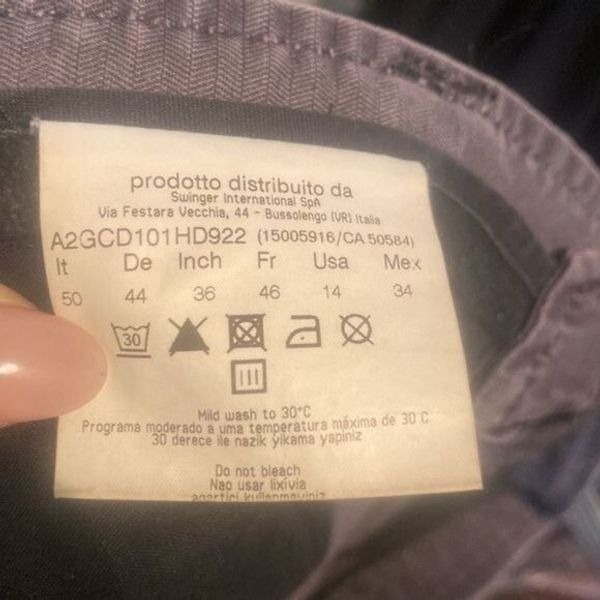 prodotto distribuito da
Swinger International SpA
Via Festara Vecchia, 44 - Bussolengo (VR) Italia
A2GCD101HD922 (15005916/CA 50584)
It De Inch Fr Usa Mex
50 44 36 46 14 34
30
Mild wash to 30°C
Programa moderado a uma temperatura máxima de 30 C
30 derece ile nazik yikama yapiniz
Do not bleach
Nao usar lixivia
agartici kullanmayiniz